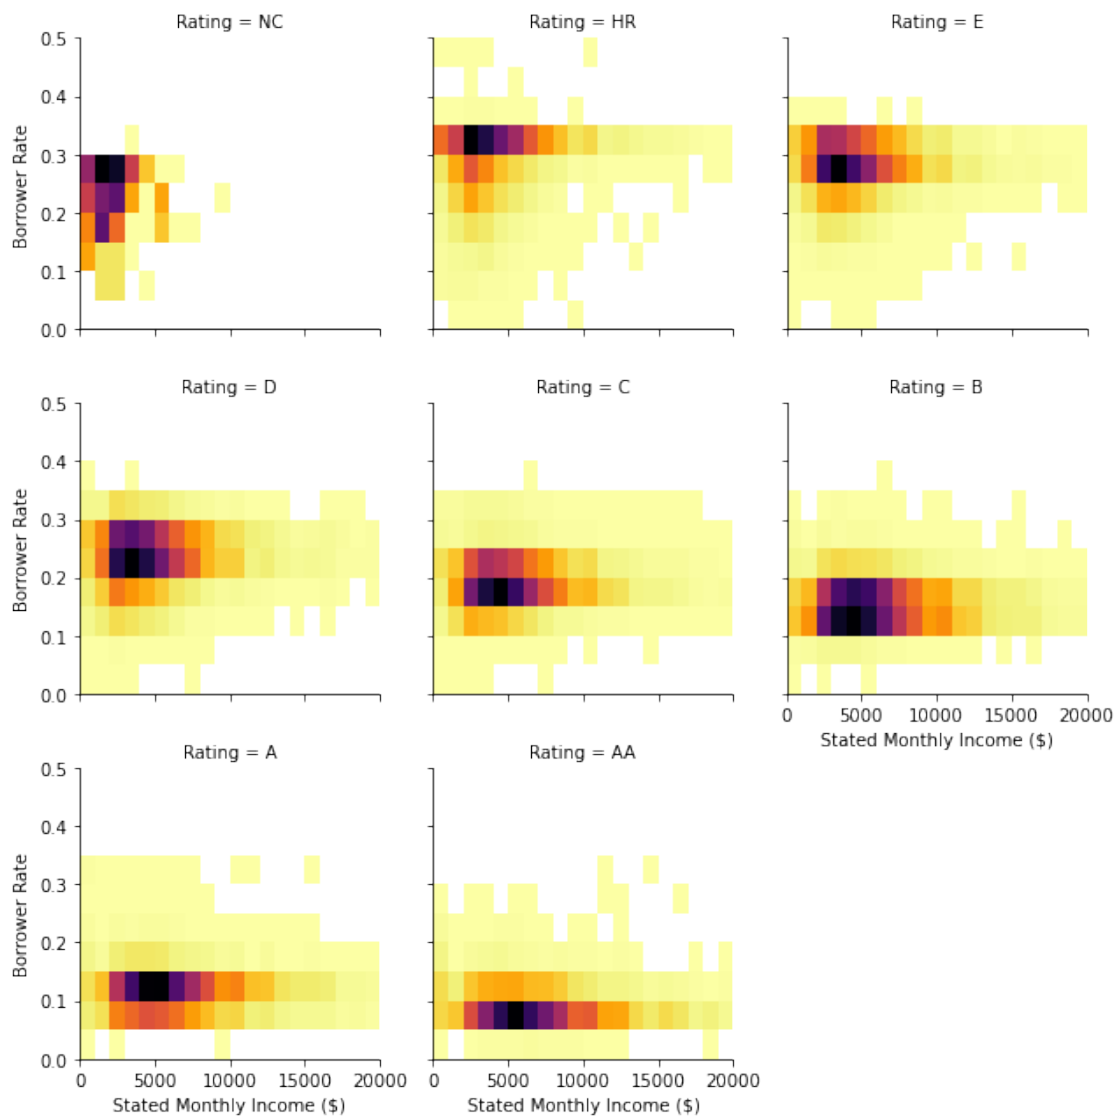 Rating = NC
Rating = HR
Rating = E
0.5
0.4
0.3
0.2
0.1
0.0
Borrower Rate
Rating = D
Rating = C
Rating = B
0.5
0.4
0.3
0.2
0.1
0.0
Borrower Rate
0 5000 10000 15000 20000
Stated Monthly Income ($)
Rating = A
Rating = AA
0.5
0.4
0.3
0.2
0.1
0.0
Borrower Rate
0 5000 10000 15000 20000
Stated Monthly Income ($)
0 5000 10000 15000 20000
Stated Monthly Income ($)